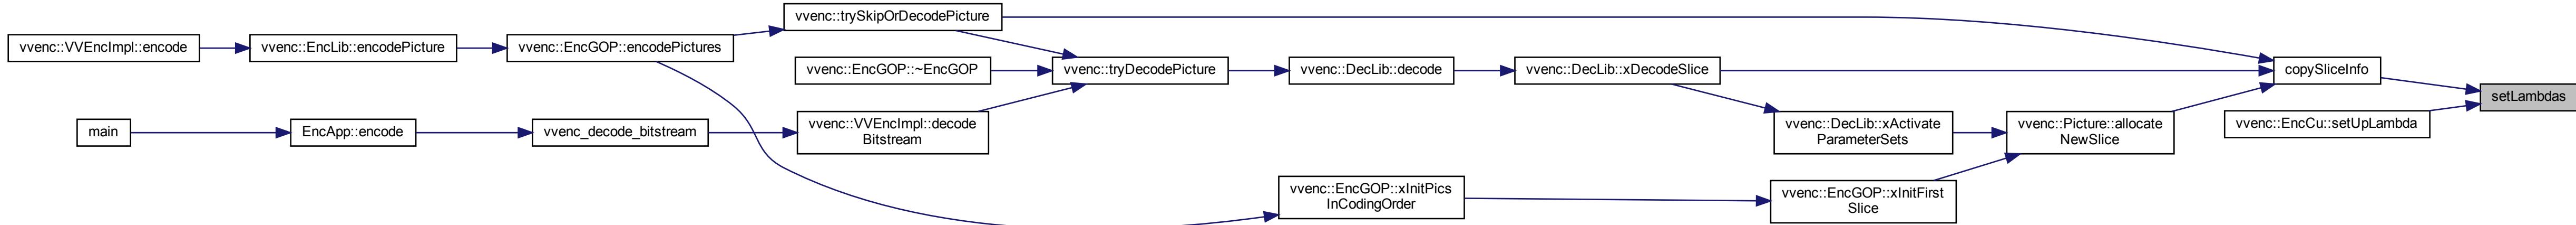 vvenc::VVEncImpl::encode
vvenc::EncLib::encodePicture
vvenc::EncGOP::encodePictures
vvenc::trySkipOrDecodePicture
vvenc::EncGOP::~EncGOP
vvenc::tryDecodePicture
vvenc::DecLib::decode
vvenc::DecLib::xDecodeSlice
copySliceInfo
setLambdas
main
EncApp::encode
vvenc_decode_bitstream
vvenc::VVEncImpl::decode
Bitstream
vvenc::DecLib::xActivate
ParameterSets
vvenc::Picture::allocate
NewSlice
vvenc::EncCu::setUpLambda
vvenc::EncGOP::xInitPics
InCodingOrder
vvenc::EncGOP::xInitFirst
Slice